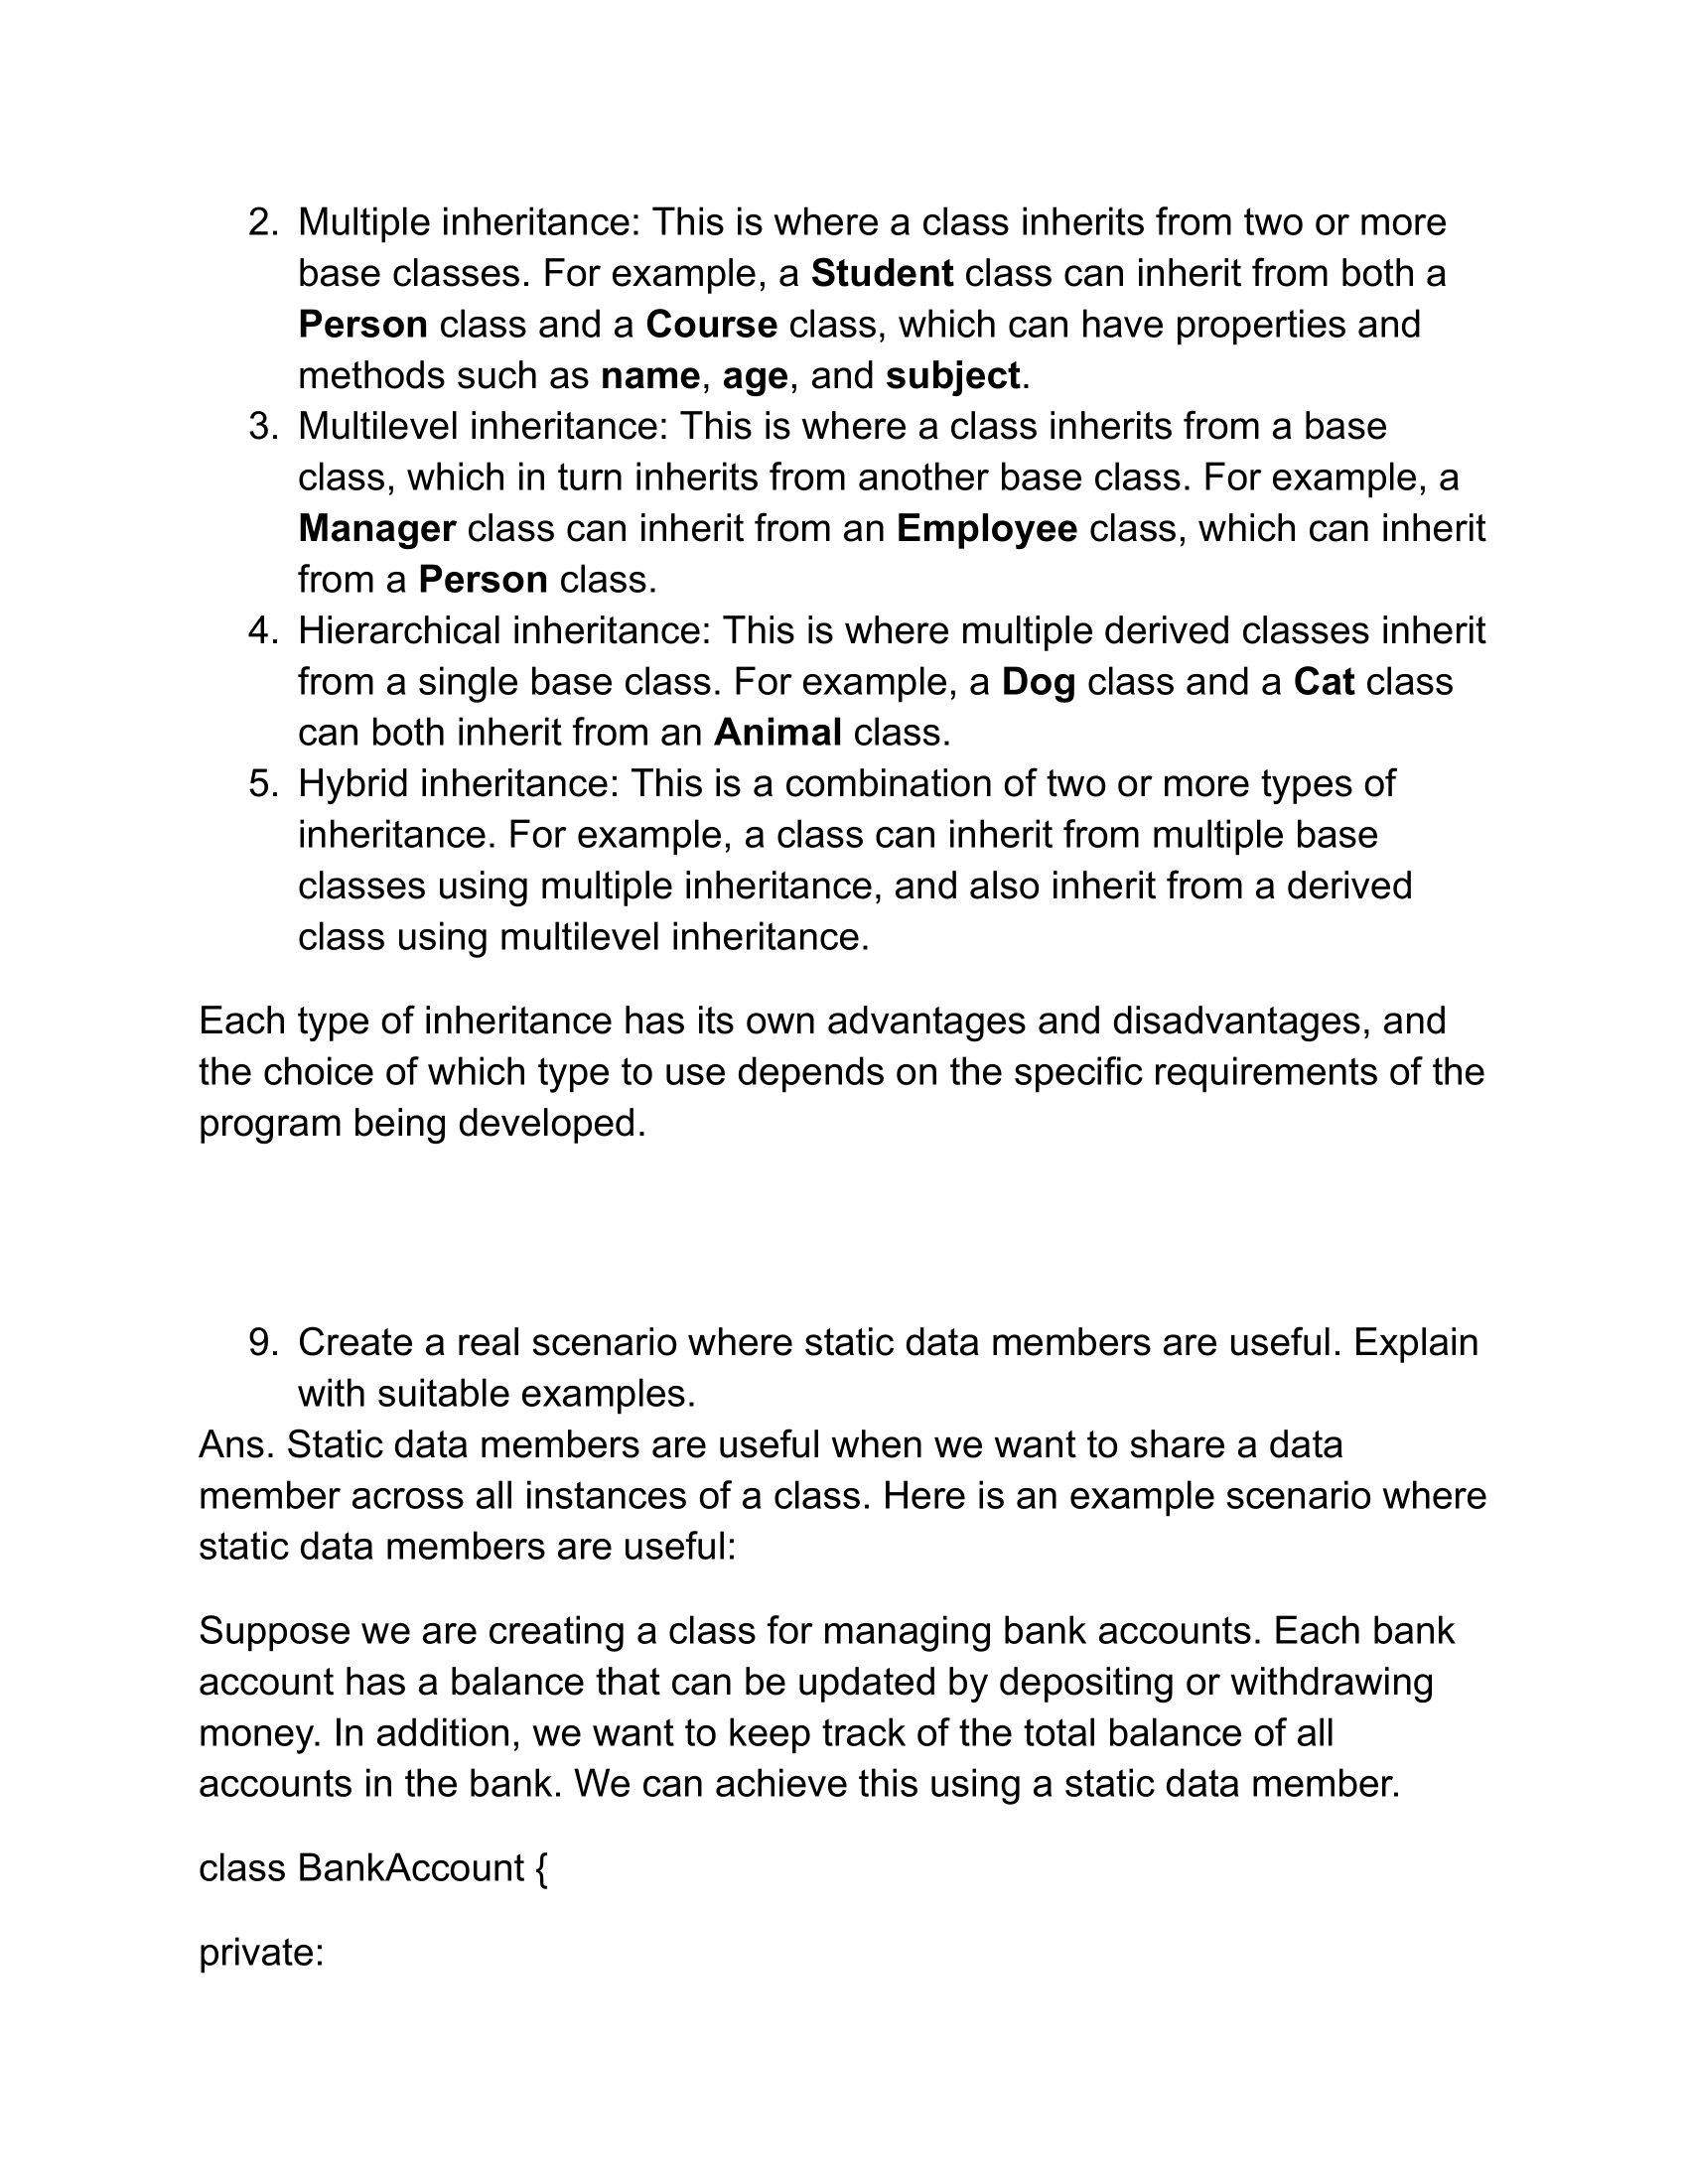 2. Multiple inheritance: This is where a class inherits from two or more
base classes. For example, a Student class can inherit from both a
Person class and a Course class, which can have properties and
methods such as name, age, and subject.
3. Multilevel inheritance: This is where a class inherits from a base
class, which in turn inherits from another base class. For example, a
Manager class can inherit from an Employee class, which can inherit
from a Person class.
4. Hierarchical inheritance: This is where multiple derived classes inherit
from a single base class. For example, a Dog class and a Cat class
can both inherit from an Animal class.
5. Hybrid inheritance: This is a combination of two or more types of
inheritance. For example, a class can inherit from multiple base
classes using multiple inheritance, and also inherit from a derived
class using multilevel inheritance.
Each type of inheritance has its own advantages and disadvantages, and
the choice of which type to use depends on the specific requirements of the
program being developed.
9. Create a real scenario where static data members are useful. Explain
with suitable examples.
Ans. Static data members are useful when we want to share a data
member across all instances of a class. Here is an example scenario where
static data members are useful:
Suppose we are creating a class for managing bank accounts. Each bank
account has a balance that can be updated by depositing or withdrawing
money. In addition, we want to keep track of the total balance of all
accounts in the bank. We can achieve this using a static data member.
class BankAccount {
private: